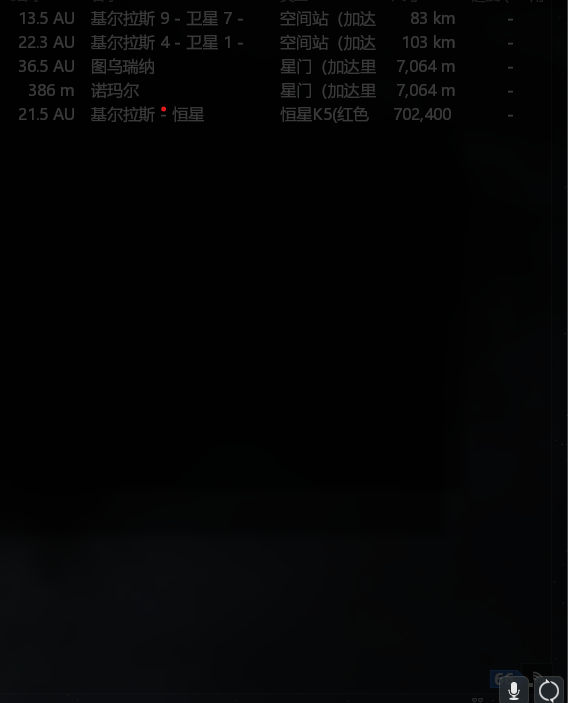 13.5 AU 基尔拉斯 9 - 卫星 7 - 空间站（加达 83 km -
22.3 AU 基尔拉斯 4 - 卫星 1 - 空间站（加达 103 km -
36.5 AU 图乌瑞纳 星门（加达里 7,064 m -
386 m 诺玛尔 星门（加达里 7,064 m -
21.5 AU 基尔拉斯 - 恒星 恒星K5(红色 702,400 -